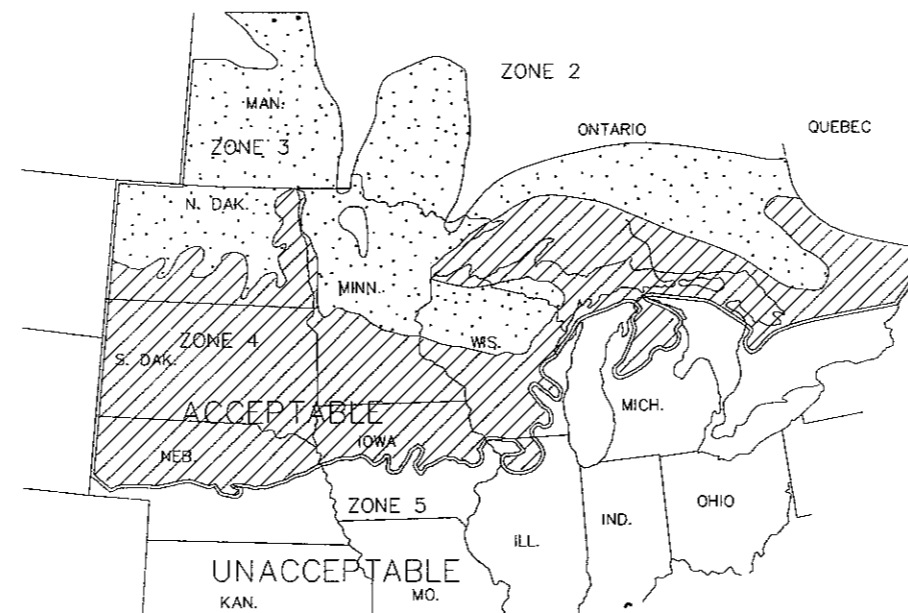 ZONE 2
MAN.
ONTARIO
QUEBEC
ZONE 3
N. DAK.
MINN.
ZONE 4
WIS.
S. DAK.
MICH.
ACCEPTABLE
IOWA
NEB.
ZONE 5
OHIO
IND.
ILL.
UNACCEPTABLE
MO.
KAN.